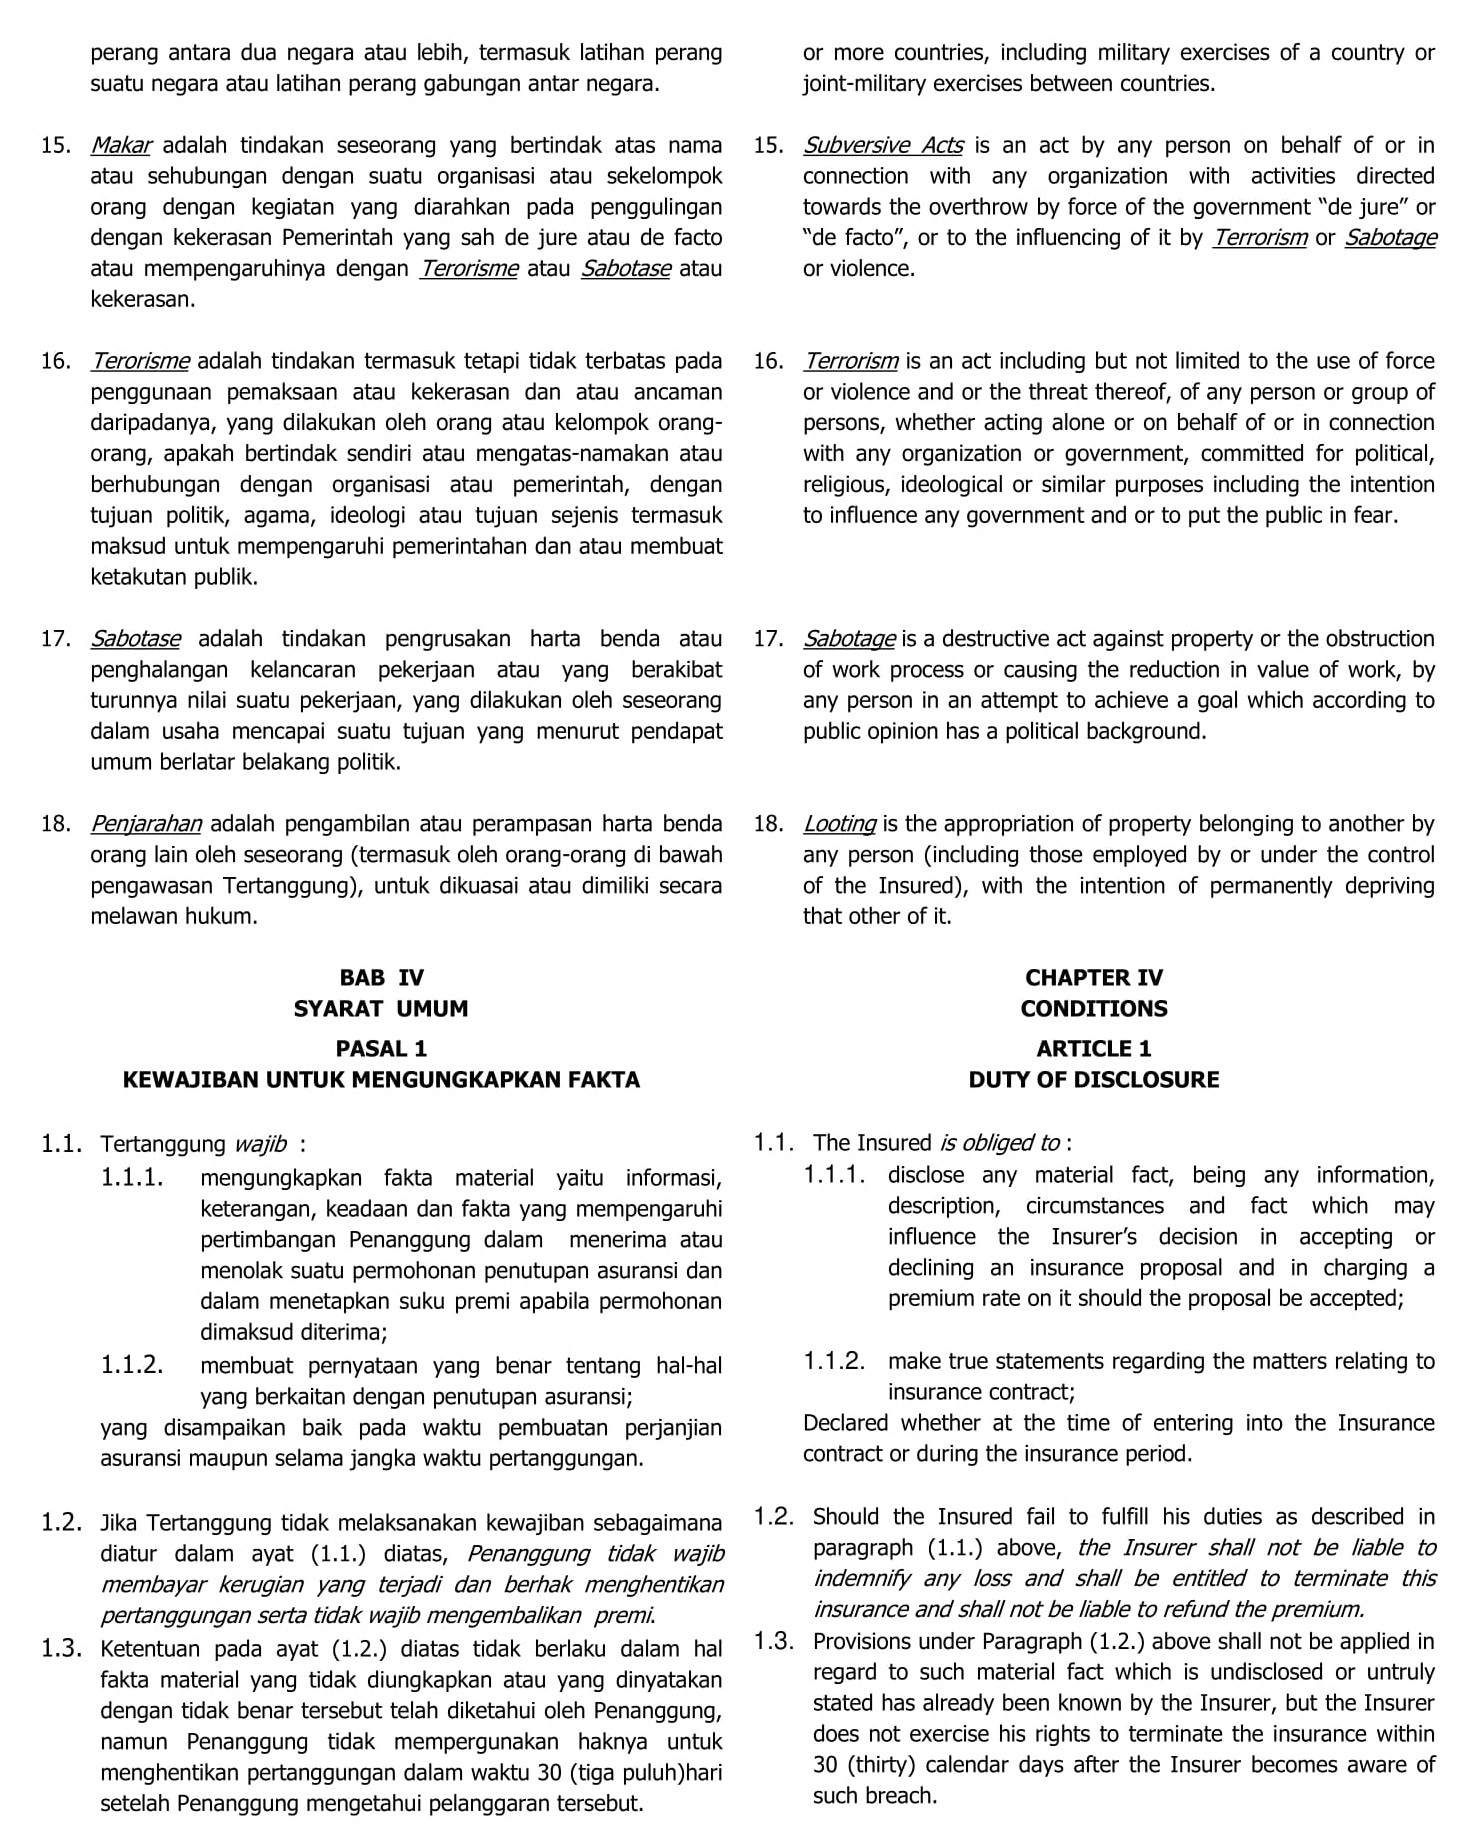 perang antara dua negara atau lebih, termasuk latihan perang
suatu negara atau latihan perang gabungan antar negara.
15. Makar adalah tindakan seseorang yang bertindak atas nama
atau sehubungan dengan suatu organisasi atau sekelompok
orang dengan kegiatan yang diarahkan pada penggulingan
dengan kekerasan Pemerintah yang sah de jure atau de facto
atau mempengaruhinya dengan Terorisme atau Sabotase atau
kekerasan.
16. Terorisme adalah tindakan termasuk tetapi tidak terbatas pada
penggunaan pemaksaan atau kekerasan dan atau ancaman
daripadanya, yang dilakukan oleh orang atau kelompok orang-
orang, apakah bertindak sendiri atau mengatas-namakan atau
berhubungan dengan organisasi atau pemerintah, dengan
tujuan politik, agama, ideologi atau tujuan sejenis termasuk
maksud untuk mempengaruhi pemerintahan dan atau membuat
ketakutan publik.
17. Sabotase adalah tindakan pengrusakan harta benda atau
penghalangan kelancaran pekerjaan atau yang berakibat
turunnya nilai suatu pekerjaan, yang dilakukan oleh seseorang
dalam usaha mencapai suatu tujuan yang menurut pendapat
umum berlatar belakang politik.
18. Penjarahan adalah pengambilan atau perampasan harta benda
orang lain oleh seseorang (termasuk oleh orang-orang di bawah
pengawasan Tertanggung), untuk dikuasai atau dimiliki secara
melawan hukum.
BAB IV
SYARAT UMUM
PASAL 1
KEWAJIBAN UNTUK MENGUNGKAPKAN FAKTA
1.1. Tertanggung wajib :
1.1.1. mengungkapkan fakta material yaitu informasi,
keterangan, keadaan dan fakta yang mempengaruhi
pertimbangan Penanggung dalam menerima atau
menolak suatu permohonan penutupan asuransi dan
dalam menetapkan suku premi apabila permohonan
dimaksud diterima;
1.1.2. membuat pernyataan yang benar tentang hal-hal
yang berkaitan dengan penutupan asuransi;
yang disampaikan baik pada waktu pembuatan perjanjian
asuransi maupun selama jangka waktu pertanggungan.
1.2. Jika Tertanggung tidak melaksanakan kewajiban sebagaimana
diatur dalam ayat (1.1.) diatas, Penanggung tidak wajib
membayar kerugian yang terjadi dan berhak menghentikan
pertanggungan serta tidak wajib mengembalikan premi.
1.3. Ketentuan pada ayat (1.2.) diatas tidak berlaku dalam hal
fakta material yang tidak diungkapkan atau yang dinyatakan
dengan tidak benar tersebut telah diketahui oleh Penanggung,
namun Penanggung tidak mempergunakan haknya untuk
menghentikan pertanggungan dalam waktu 30 (tiga puluh)hari
setelah Penanggung mengetahui pelanggaran tersebut.
or more countries, including military exercises of a country or
joint-military exercises between countries.
15. Subversive Acts is an act by any person on behalf of or in
connection with any organization with activities directed
towards the overthrow by force of the government “de jure” or
“de facto”, or to the influencing of it by Terrorism or Sabotage
or violence.
16. Terrorism is an act including but not limited to the use of force
or violence and or the threat thereof, of any person or group of
persons, whether acting alone or on behalf of or in connection
with any organization or government, committed for political,
religious, ideological or similar purposes including the intention
to influence any government and or to put the public in fear.
17. Sabotage is a destructive act against property or the obstruction
of work process or causing the reduction in value of work, by
any person in an attempt to achieve a goal which according to
public opinion has a political background.
18. Looting is the appropriation of property belonging to another by
any person (including those employed by or under the control
of the Insured), with the intention of permanently depriving
that other of it.
CHAPTER IV
CONDITIONS
ARTICLE 1
DUTY OF DISCLOSURE
1.1. The Insured is obliged to :
1.1.1. disclose any material fact, being any information,
description, circumstances and fact which may
influence the Insurer’s decision in accepting or
declining an insurance proposal and in charging a
premium rate on it should the proposal be accepted;
1.1.2. make true statements regarding the matters relating to
insurance contract;
Declared whether at the time of entering into the Insurance
contract or during the insurance period.
1.2. Should the Insured fail to fulfill his duties as described in
paragraph (1.1.) above, the Insurer shall not be liable to
indemnify any loss and shall be entitled to terminate this
insurance and shall not be liable to refund the premium.
1.3. Provisions under Paragraph (1.2.) above shall not be applied in
regard to such material fact which is undisclosed or untruly
stated has already been known by the Insurer, but the Insurer
does not exercise his rights to terminate the insurance within
30 (thirty) calendar days after the Insurer becomes aware of
such breach.